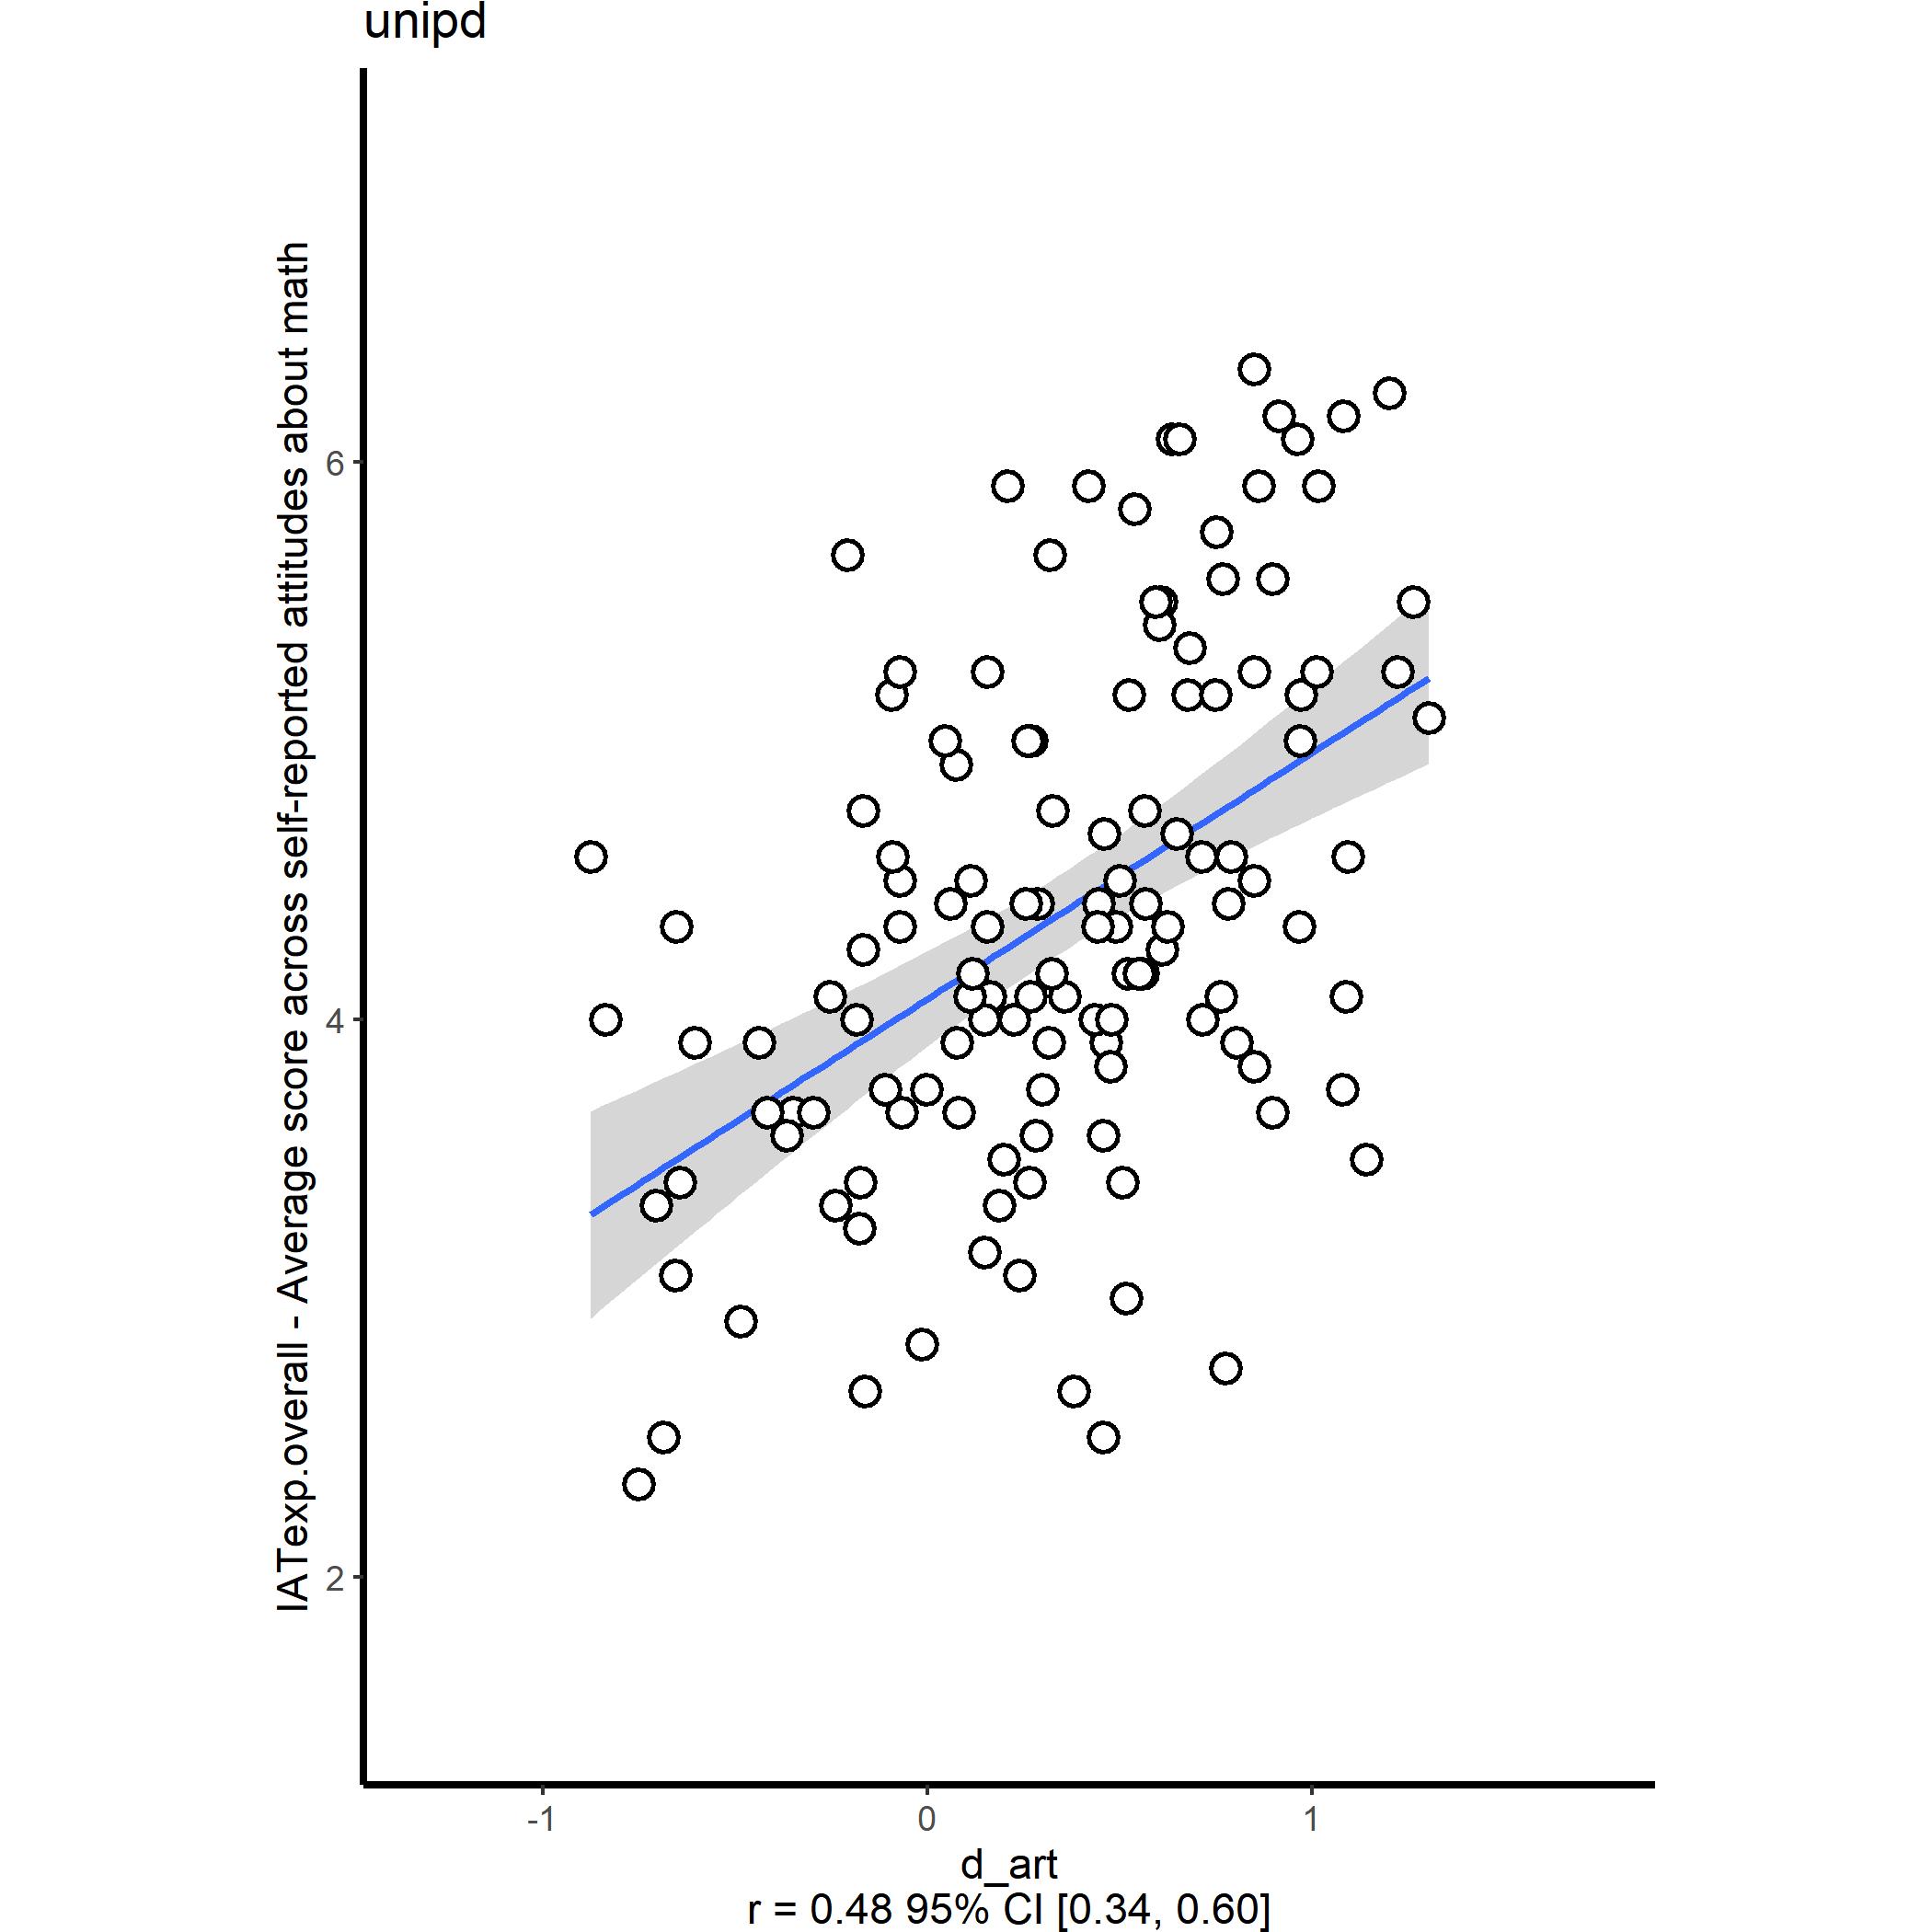 unipd
IATexp.overall - Average score across self-reported attitudes about math
6
4
2
-1 0 1
d_art
r = 0.48 95% CI [0.34, 0.60]